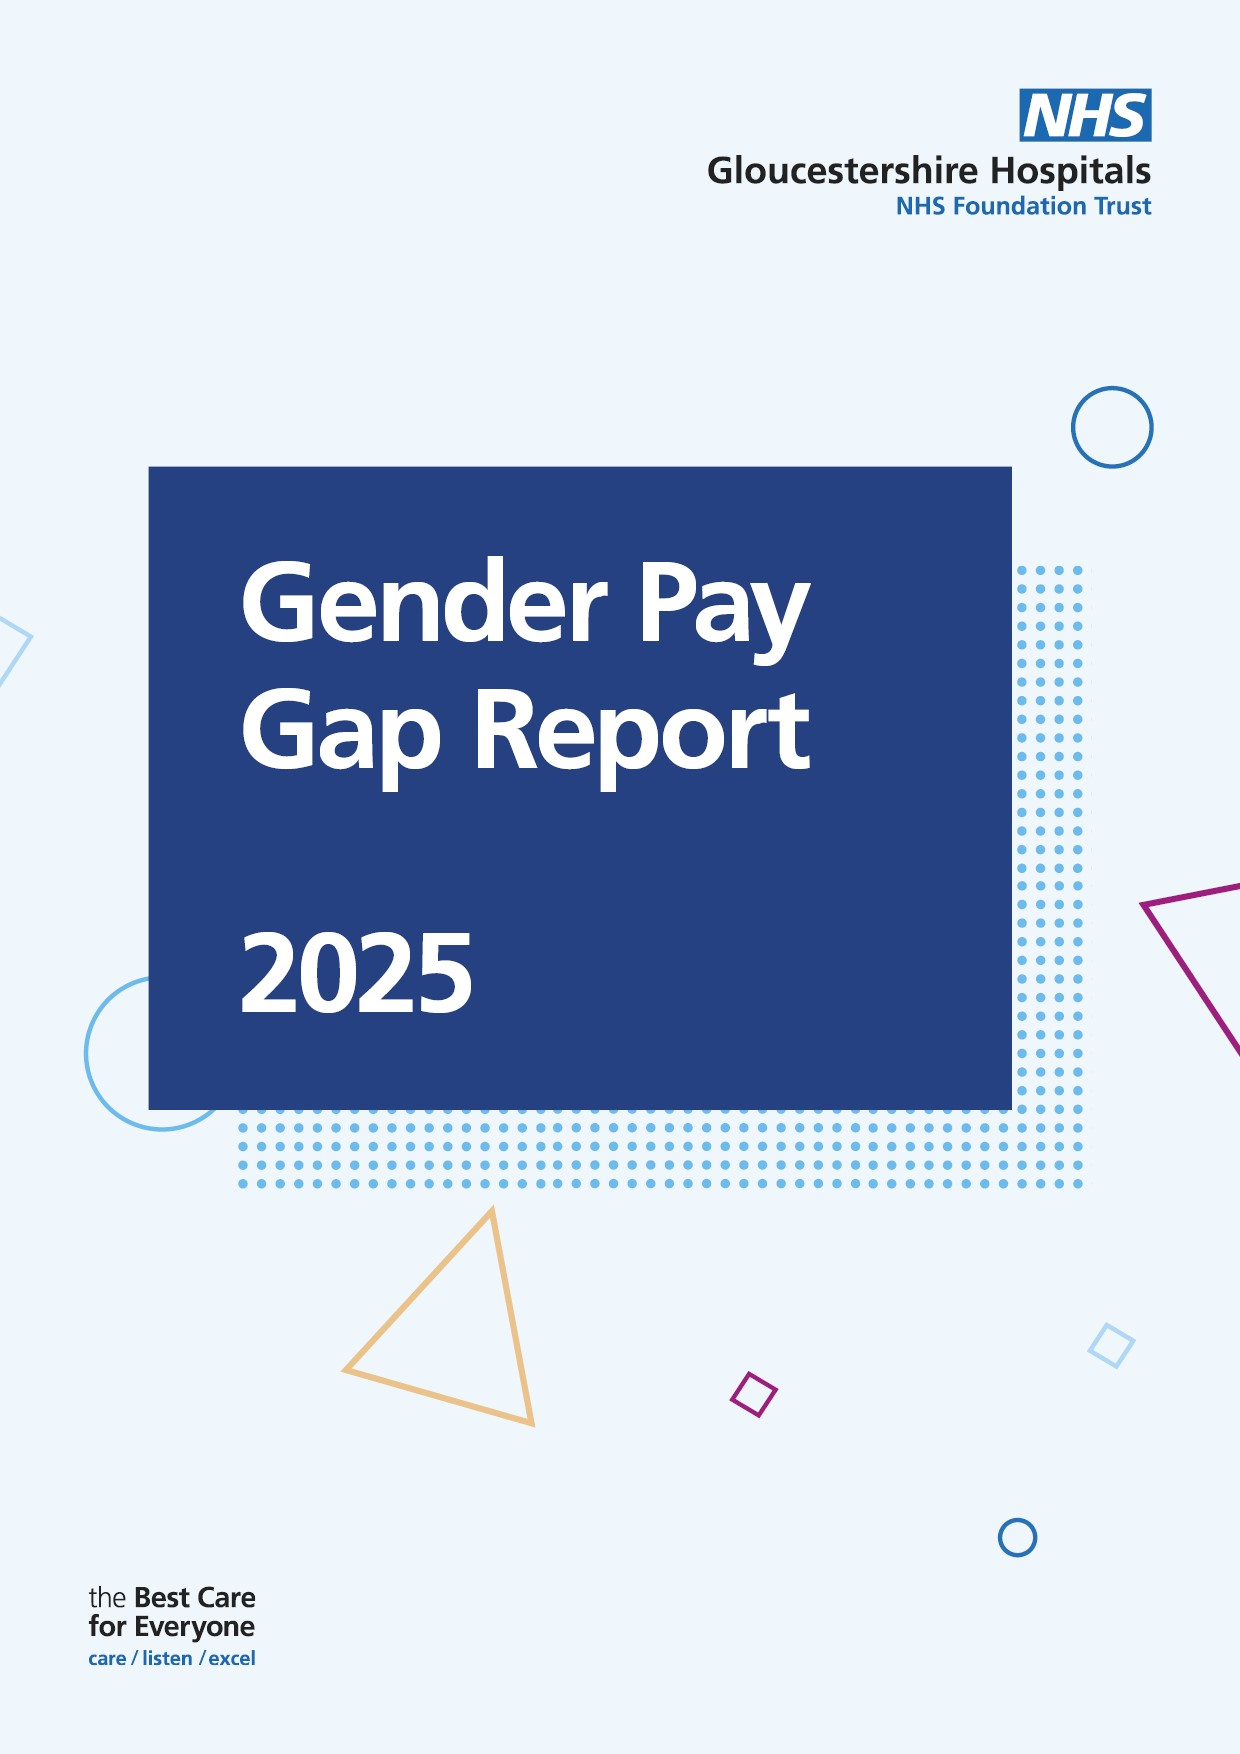 NHS
Gloucestershire Hospitals
NHS Foundation Trust
Gender Pay
Gap Report
2025
the Best Care
for Everyone
care / listen / excel